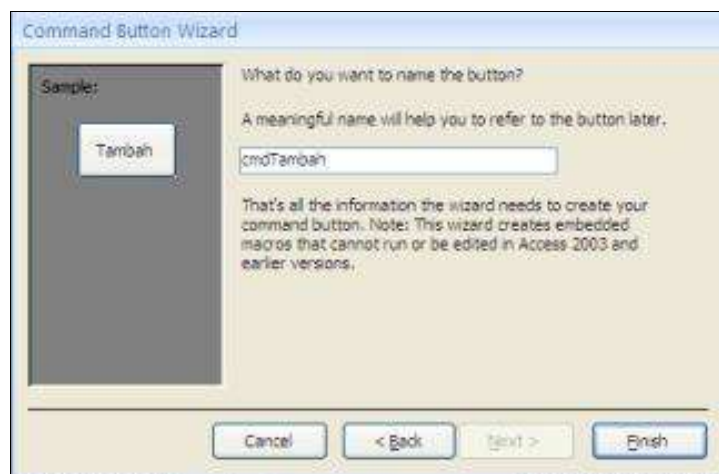 Command Button Wizard
Sample:
Tambah
What do you want to name the button?
A meaningful name will help you to refer to the button later.
cmdTambah
That's all the information the wizard needs to create your
command button. Note: This wizard creates embedded
macros that cannot run or be edited in Access 2003 and
earlier versions.
Cancel
< Back
Next >
Finish